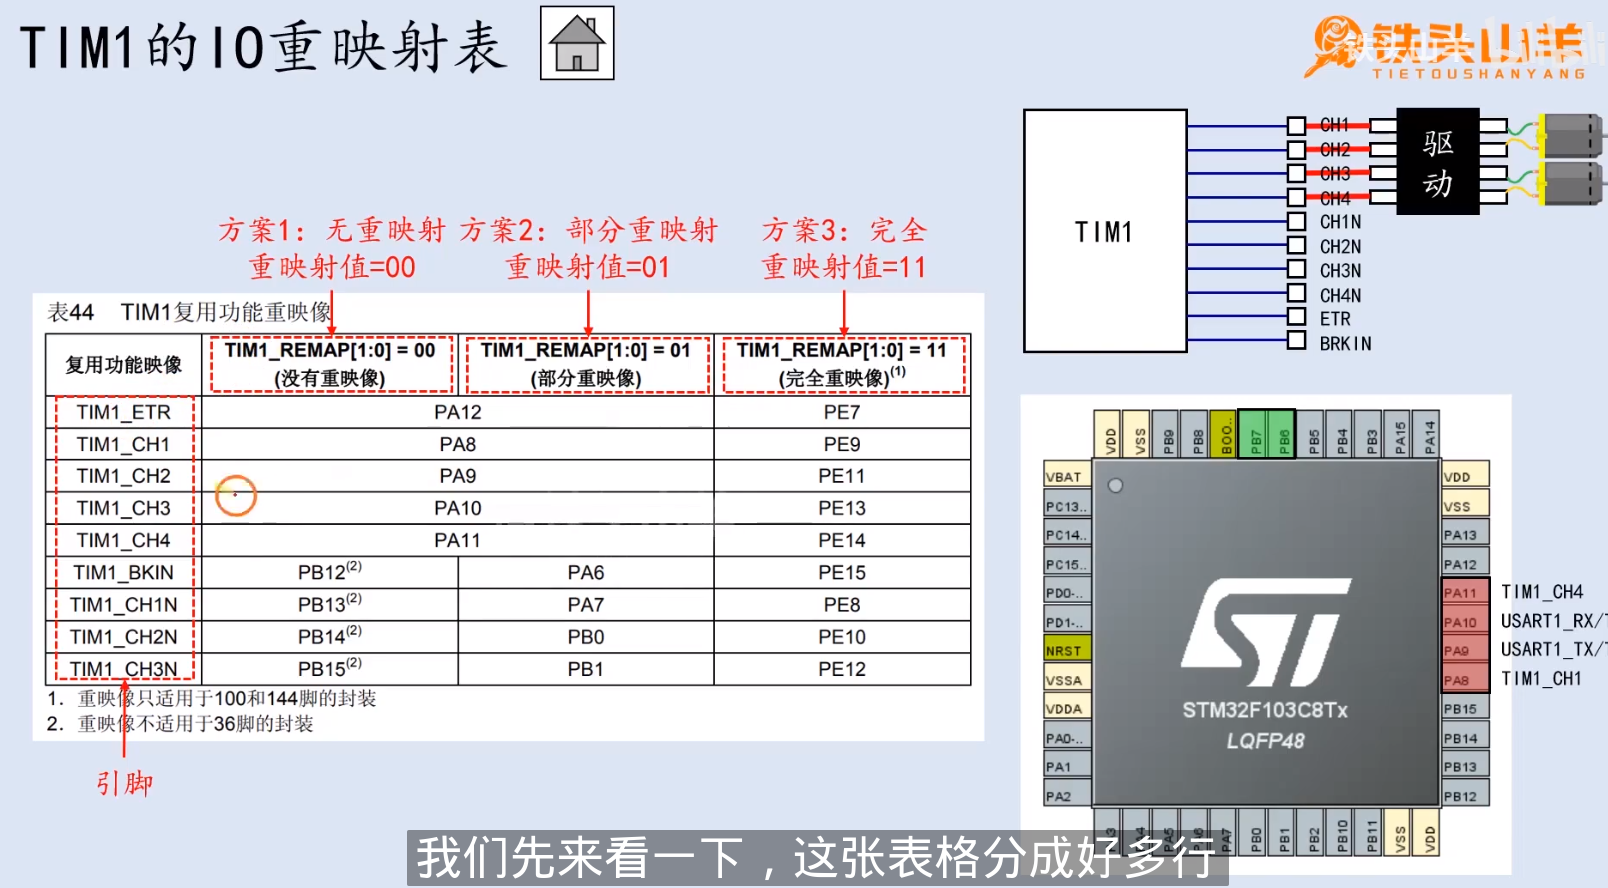 TIM1的IO重映射表
铁头山羊
TIETOUSHANYANG
方案1：无重映射
重映射值=00
方案2：部分重映射
重映射值=01
方案3：完全
重映射值=11
表44 TIM1复用功能重映像
复用功能映像
TIM1_REMAP[1:0] = 00
(没有重映像)
TIM1_REMAP[1:0] = 01
(部分重映像)
TIM1_REMAP[1:0] = 11
(完全重映像)(1)
TIM1_ETR PA12 PE7
TIM1_CH1 PA8 PE9
TIM1_CH2 PA9 PE11
TIM1_CH3 PA10 PE13
TIM1_CH4 PA11 PE14
TIM1_BKIN PB12(2) PA6 PE15
TIM1_CH1N PB13(2) PA7 PE8
TIM1_CH2N PB14(2) PB0 PE10
TIM1_CH3N PB15(2) PB1 PE12
1. 重映像只适用于100和144脚的封装
2. 重映像不适用于36脚的封装
引脚
TIM1
CH1
CH2
CH3
CH4
CH1N
CH2N
CH3N
CH4N
ETR
BRKIN
驱
动
VDD
VSS
PB9
PB8
BOO..
PB7
PB6
PB5
PB4
PB3
PA15
PA14
VBAT
PC13..
PC14..
PC15..
PD0-..
PD1-..
NRST
VSSA
VDDA
PA0-..
PA1
PA2
VDD
VSS
PA13
PA12
PA11 TIM1_CH4
PA10 USART1_RX/T
PA9 USART1_TX/T
PA8 TIM1_CH1
PB15
PB14
PB13
PB12
STM32F103C8Tx
LQFP48
PB0
PB1
PB2
PB10
PB11
VSS
VDD
我们先来看一下，这张表格分成好多行